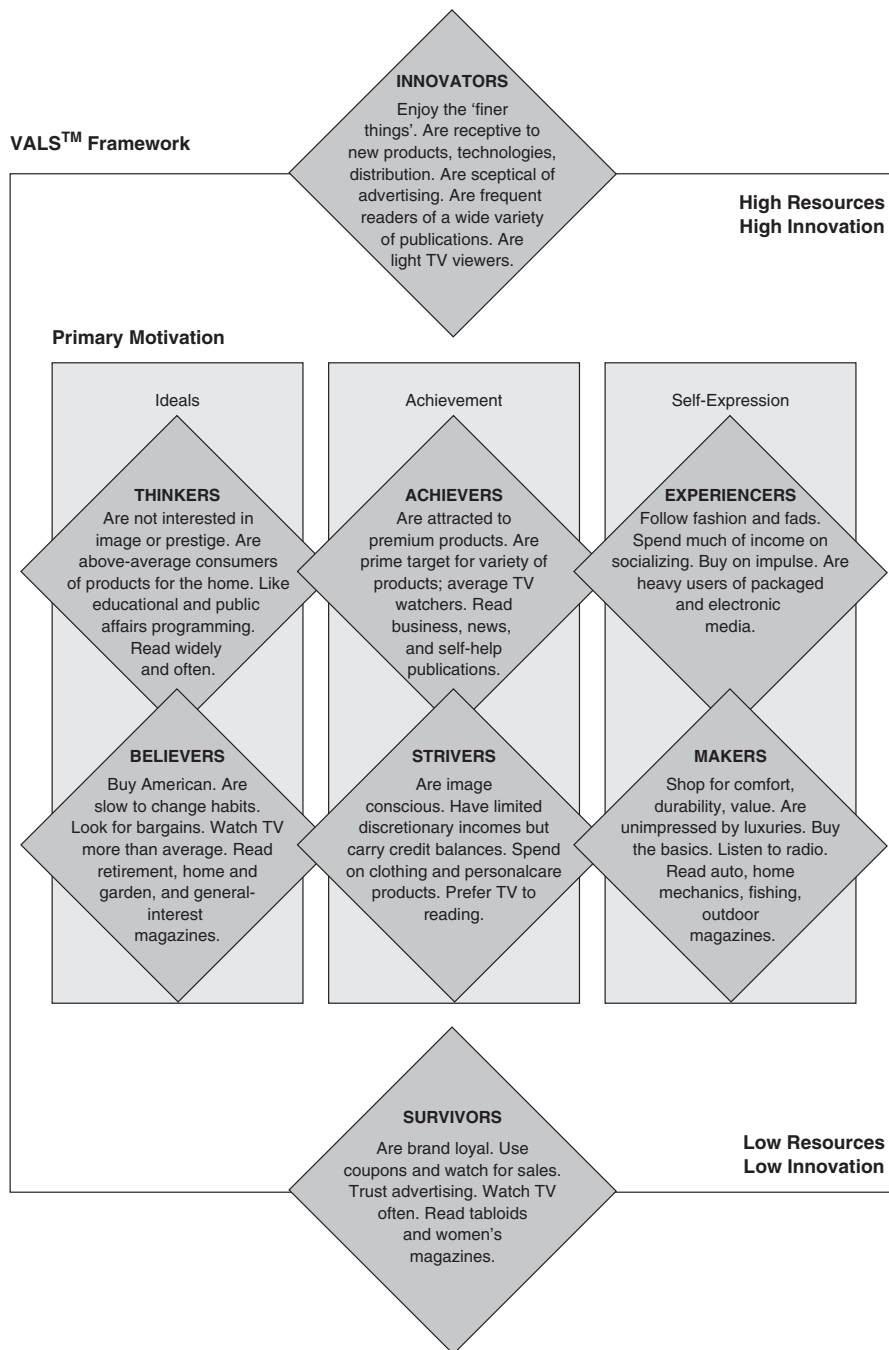 INNOVATORS
Enjoy the ‘finer
things’. Are receptive to
new products, technologies,
distribution. Are sceptical of
advertising. Are frequent
readers of a wide variety
of publications. Are
light TV viewers.
VALS™ Framework
High Resources
High Innovation
Primary Motivation
Ideals
THINKERS
Are not interested in
image or prestige. Are
above-average consumers
of products for the home. Like
educational and public
affairs programming.
Read widely
and often.
BELIEVERS
Buy American. Are
slow to change habits.
Look for bargains. Watch TV
more than average. Read
retirement, home and
garden, and general-
interest
magazines.
Achievement
ACHIEVERS
Are attracted to
premium products. Are
prime target for variety of
products; average TV
watchers. Read
business, news,
and self-help
publications.
STRIVERS
Are image
conscious. Have limited
discretionary incomes but
carry credit balances. Spend
on clothing and personalcare
products. Prefer TV to
reading.
Self-Expression
EXPERIENCERS
Follow fashion and fads.
Spend much of income on
socializing. Buy on impulse. Are
heavy users of packaged
and electronic
media.
MAKERS
Shop for comfort,
durability, value. Are
unimpressed by luxuries. Buy
the basics. Listen to radio.
Read auto, home
mechanics, fishing,
outdoor
magazines.
SURVIVORS
Are brand loyal. Use
coupons and watch for sales.
Trust advertising. Watch TV
often. Read tabloids
and women’s
magazines.
Low Resources
Low Innovation